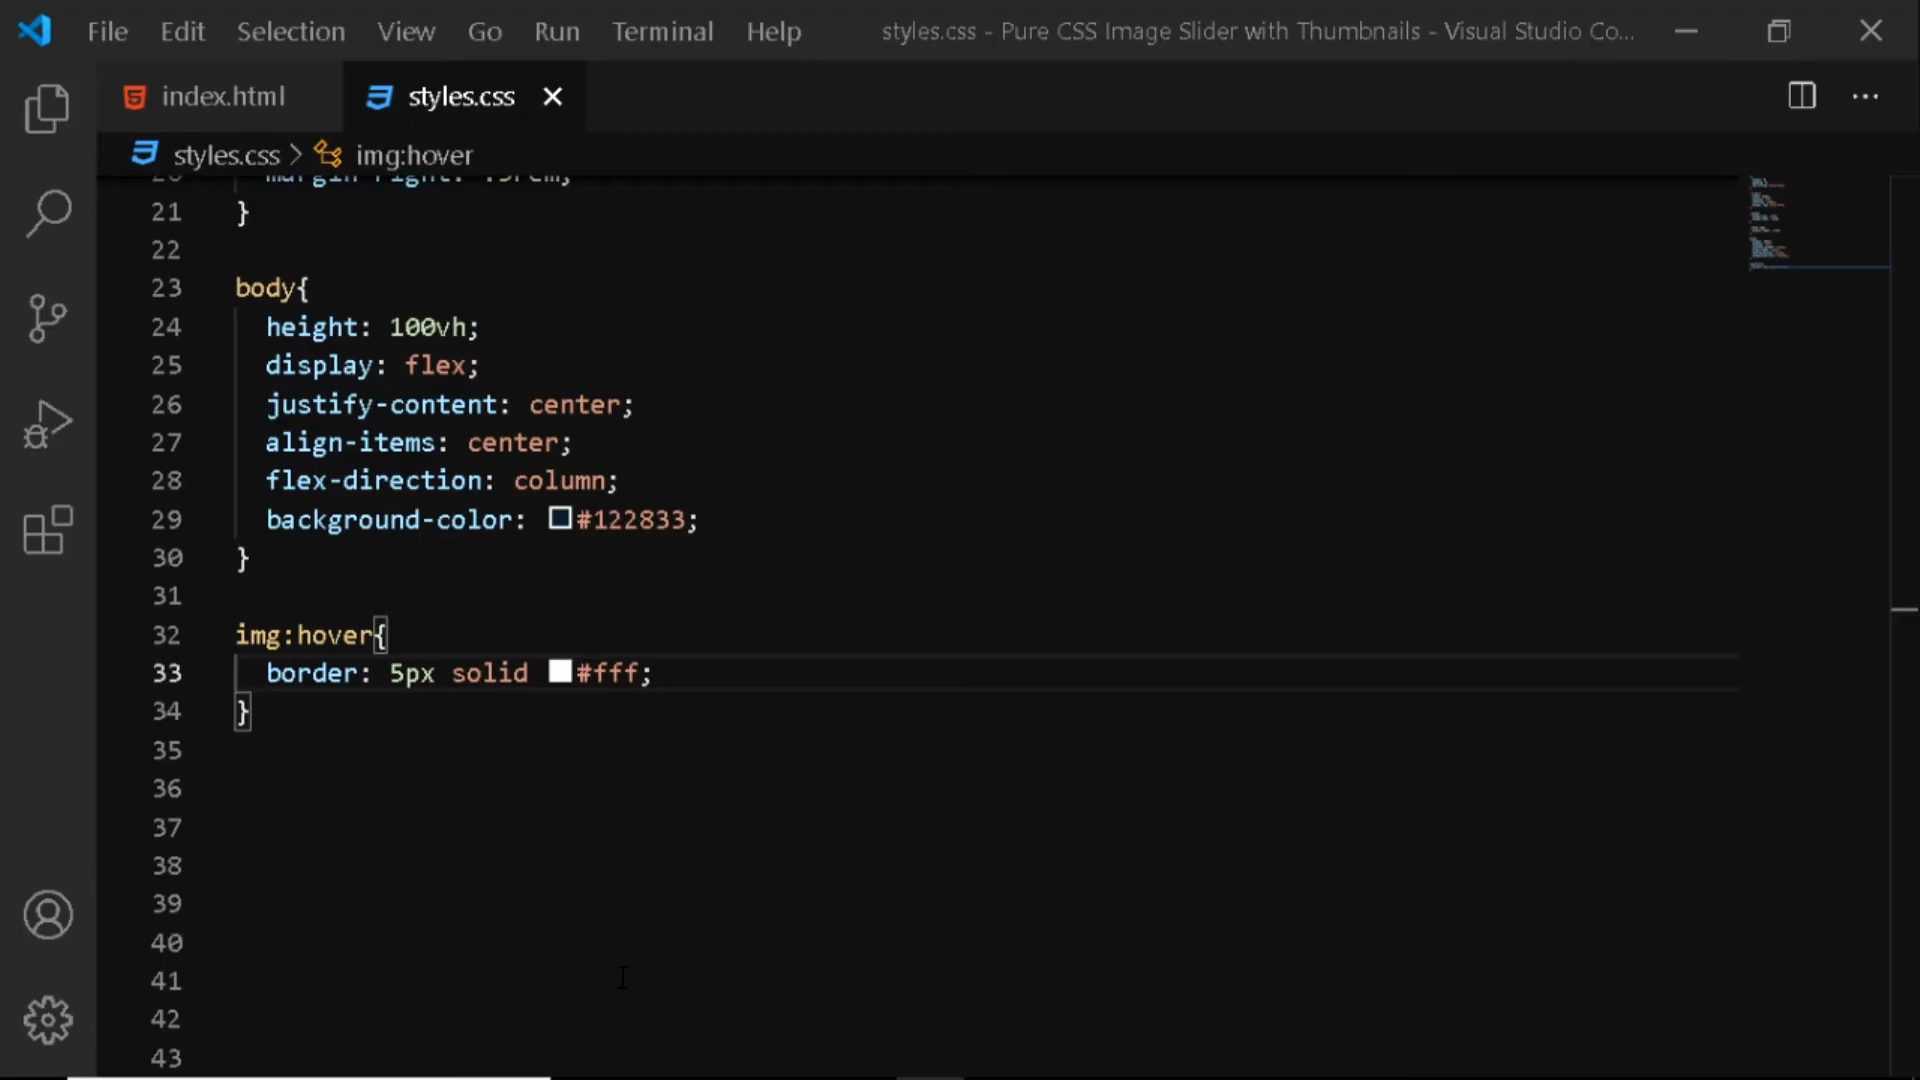 File Edit Selection View Go Run Terminal Help styles.css - Pure CSS Image Slider with Thumbnails - Visual Studio Co...
index.html styles.css
styles.css > img:hover
21 }
22
23 body{
24 height: 100vh;
25 display: flex;
26 justify-content: center;
27 align-items: center;
28 flex-direction: column;
29 background-color: #122833;
30 }
31
32 img:hover{
33 border: 5px solid #fff;
34 }
35
36
37
38
39
40
41
42
43